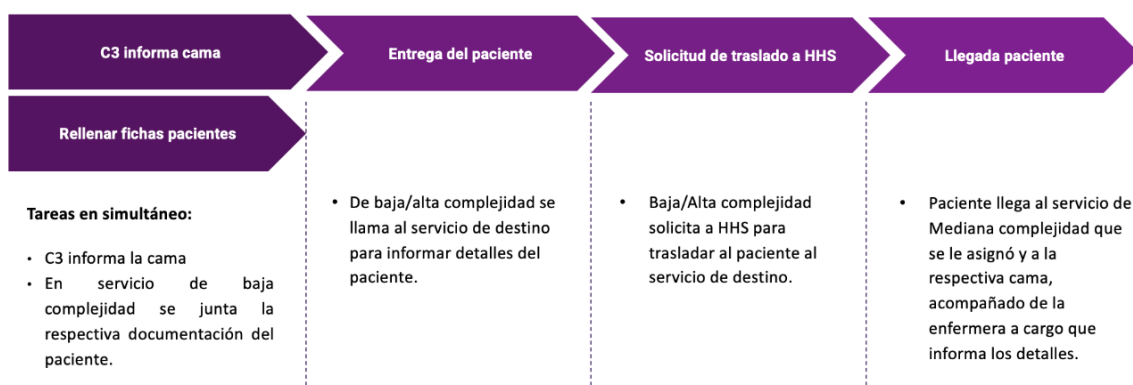 C3 informa cama
Entrega del paciente
Solicitud de traslado a HHS
Llegada paciente
Rellenar fichas pacientes
Tareas en simultáneo:
• C3 informa la cama
• En servicio de baja
complejidad se junta la
respectiva documentación del
paciente.
• De baja/alta complejidad se
llama al servicio de destino
para informar detalles del
paciente.
• Baja/Alta complejidad
solicita a HHS para
trasladar al paciente al
servicio de destino.
• Paciente llega al servicio de
Mediana complejidad que
se le asignó y a la
respectiva cama,
acompañado de la
enfermera a cargo que
informa los detalles.